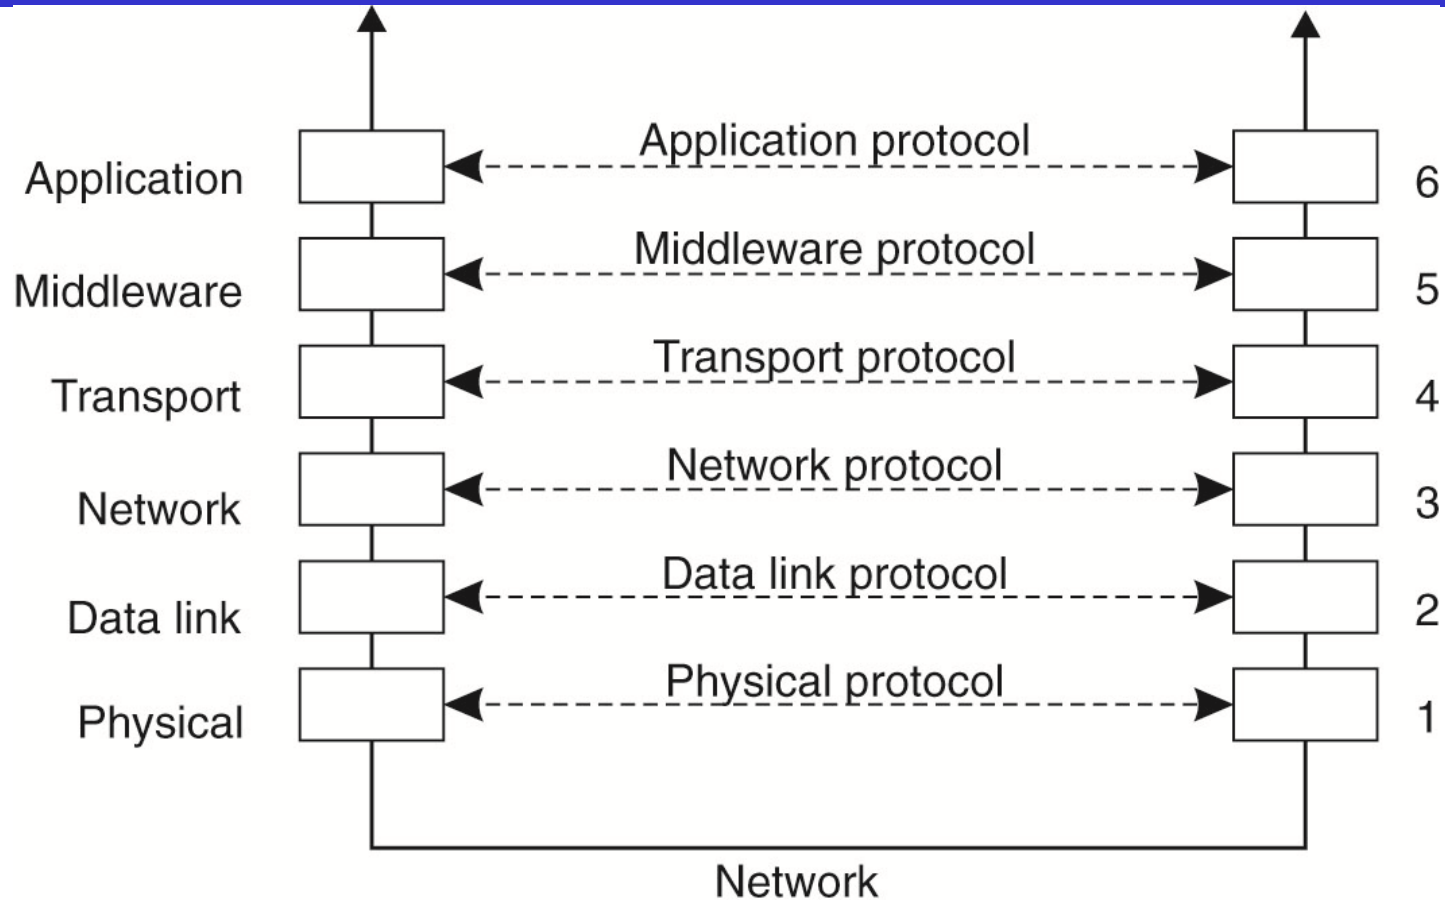 Application
Application protocol
6
Middleware
Middleware protocol
5
Transport
Transport protocol
4
Network
Network protocol
3
Data link
Data link protocol
2
Physical
Physical protocol
1
Network